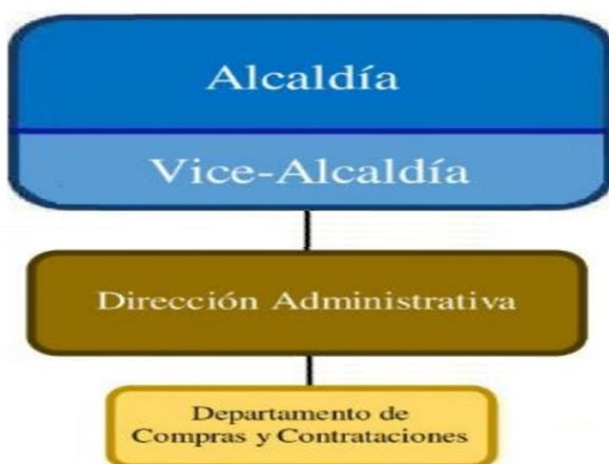 Alcaldía
Vice-Alcaldía
Dirección Administrativa
Departamento de
Compras y Contrataciones